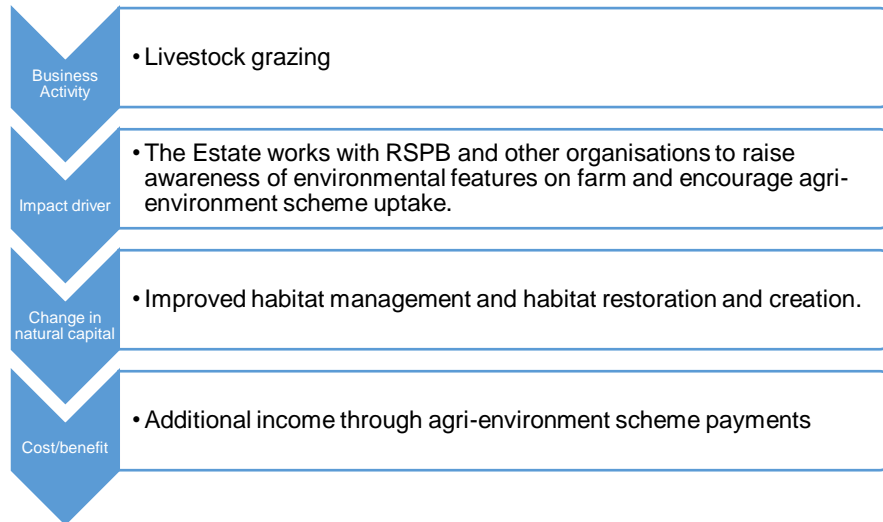 Business
Activity
• Livestock grazing
Impact driver
• The Estate works with RSPB and other organisations to raise
awareness of environmental features on farm and encourage agri-
environment scheme uptake.
Change in
natural capital
• Improved habitat management and habitat restoration and creation.
Cost/benefit
• Additional income through agri-environment scheme payments